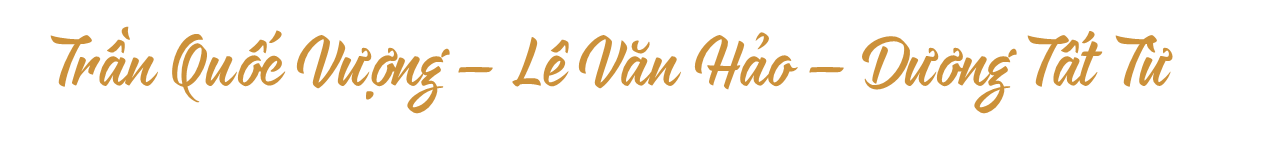 Trần Quốc Vượng – Lê Văn Hảo – Dương Tất Từ